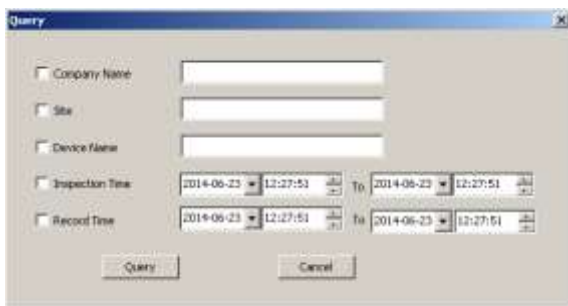 Query
Company Name
Site
Device Name
Inspection Time 2014-06-23 12:27:51 To 2014-06-23 12:27:51
Record Time 2014-06-23 12:27:51 To 2014-06-23 12:27:51
Query Cancel